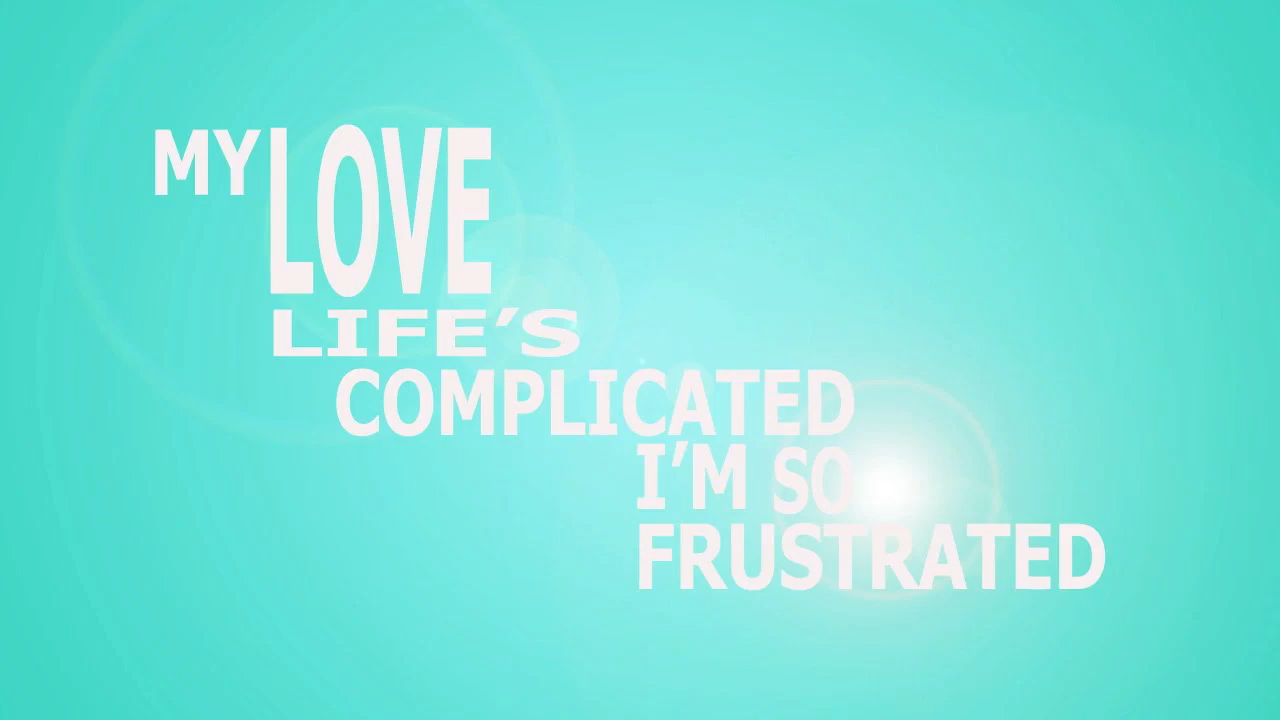 MY LOVE
LIFE'S
COMPLICATED
I'M SO
FRUSTRATED